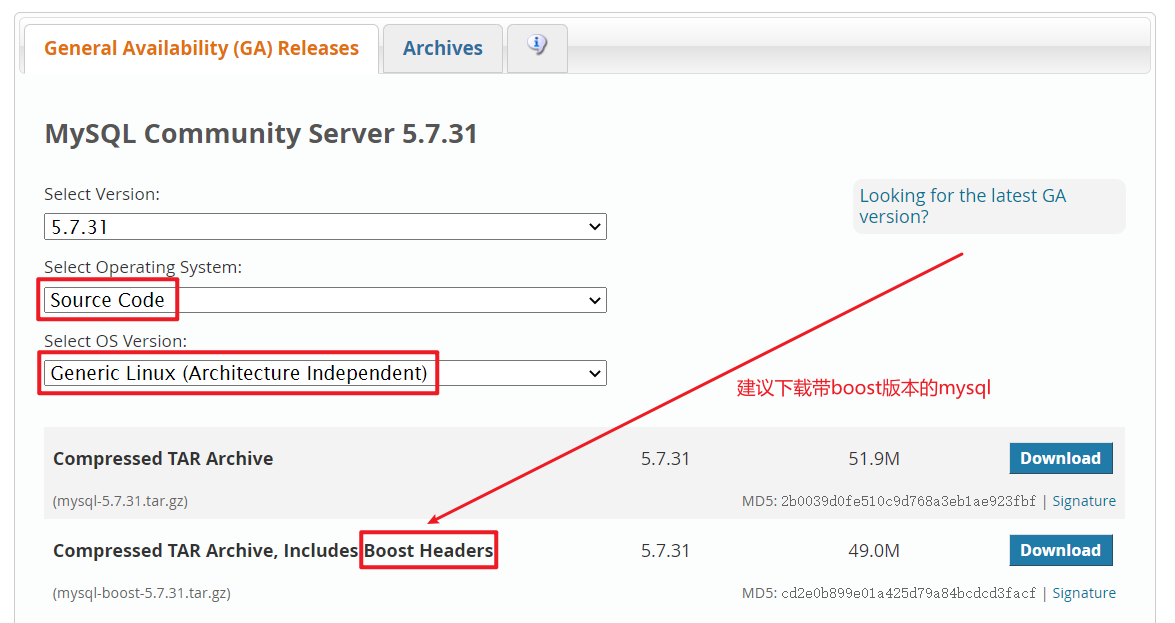 General Availability (GA) Releases
Archives
MySQL Community Server 5.7.31
Select Version:
5.7.31
Looking for the latest GA
version?
Select Operating System:
Source Code
Select OS Version:
Generic Linux (Architecture Independent)
建议下载带boost版本的mysql
Compressed TAR Archive 5.7.31 51.9M Download
(mysql-5.7.31.tar.gz) MD5: 2b0039d0fe510c9d768a3eb1ae923fbf | Signature
Compressed TAR Archive, Includes Boost Headers 5.7.31 49.0M Download
(mysql-boost-5.7.31.tar.gz) MD5: cd2e0b899e01a425d79a84bcdcd3facf | Signature